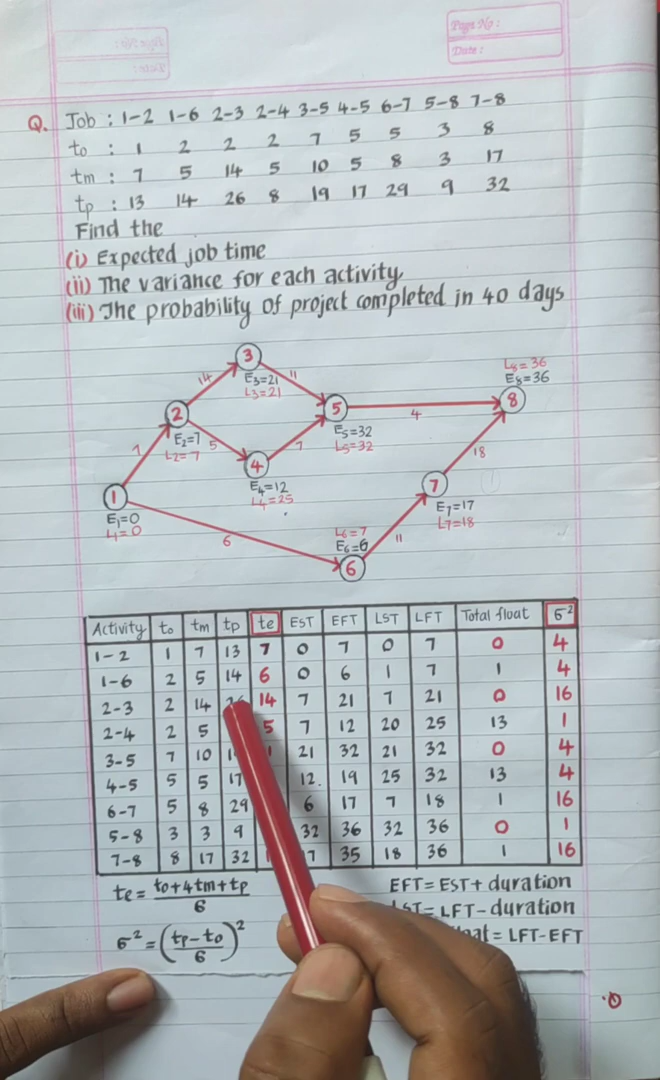 Page No :
Date :
Q. Job : 1-2 1-6 2-3 2-4 3-5 4-5 6-7 5-8 7-8
to : 1 2 2 2 7 5 5 3 8
tm : 7 5 14 5 10 5 8 3 17
tp : 13 14 26 8 19 17 29 9 32
Find the
(i) Expected job time
(ii) The variance for each activity
(iii) The probability of project completed in 40 days
3
L8=36
E8=36
14
11
E3=21
L3=21
8
2
5
4
7
E2=7
L2=7
5
4
7
E5=32
L5=32
18
1
E4=12
L4=25
7
E1=0
L1=0
E7=17
L7=18
6
L6=7
E6=6
11
6
Activity to tm tp te EST EFT LST LFT Total float σ²
1-2 1 7 13 7 0 7 0 7 0 4
1-6 2 5 14 6 0 6 1 7 1 4
2-3 2 14 14 7 21 7 21 0 16
2-4 2 5 5 7 12 20 25 13 1
3-5 7 10 21 32 21 32 0 4
4-5 5 5 17 12 19 25 32 13 4
6-7 5 8 29 6 17 7 18 1 16
5-8 3 3 9 32 36 32 36 0 1
7-8 8 17 32 35 18 36 1 16
te = to+4tm+tp / 6
EFT = EST + duration
LST = LFT - duration
σ² = (tp-to / 6)²
= LFT-EFT